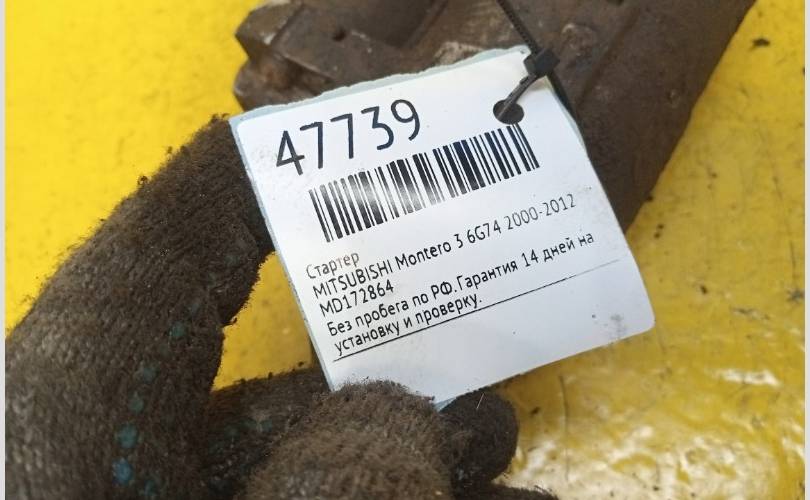 47739
Стартер
MITSUBISHI Montero 3 6G74 2000-2012
MD172864
Без пробега по РФ.Гарантия 14 дней на
установку и проверку.